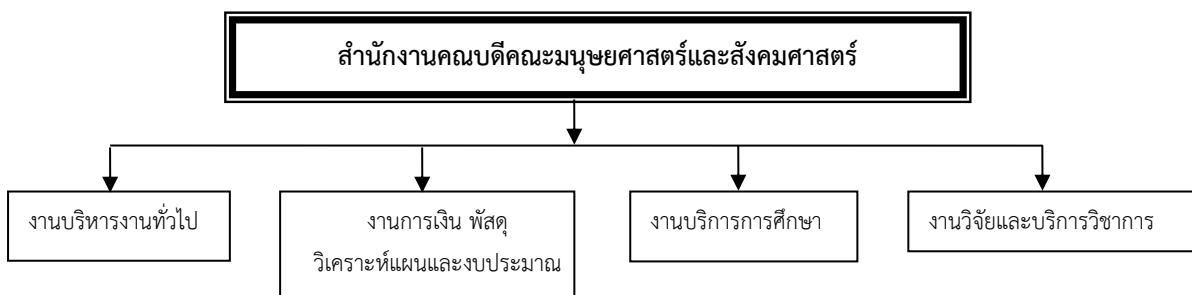 สำนักงานคณบดีคณะมนุษยศาสตร์และสังคมศาสตร์
งานบริหารงานทั่วไป
งานการเงิน พัสดุ
วิเคราะห์แผนและงบประมาณ
งานบริการการศึกษา
งานวิจัยและบริการวิชาการ